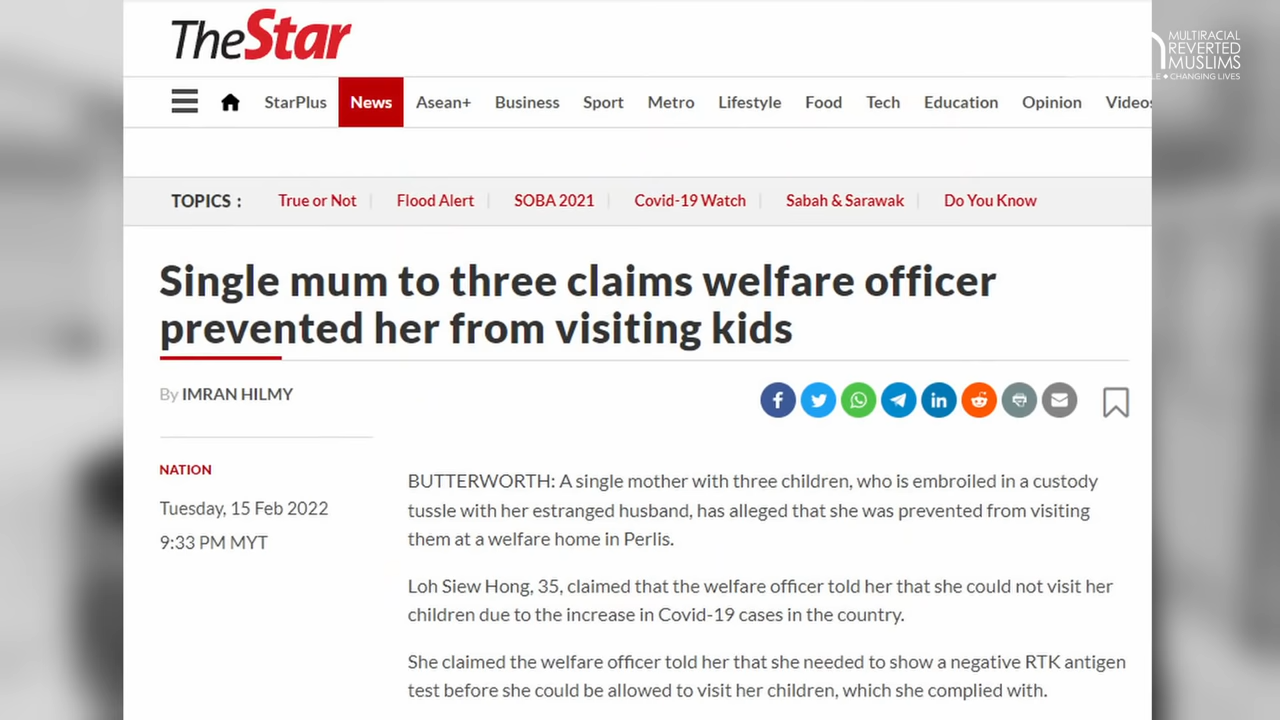 TheStar
MULTIRACIAL
REVERTED
MUSLIMS
LE ✦ CHANGING LIVES
StarPlus News Asean+ Business Sport Metro Lifestyle Food Tech Education Opinion Videos
TOPICS : True or Not Flood Alert SOBA 2021 Covid-19 Watch Sabah & Sarawak Do You Know
Single mum to three claims welfare officer
prevented her from visiting kids
By IMRAN HILMY
NATION
Tuesday, 15 Feb 2022
9:33 PM MYT
BUTTERWORTH: A single mother with three children, who is embroiled in a custody
tussle with her estranged husband, has alleged that she was prevented from visiting
them at a welfare home in Perlis.
Loh Siew Hong, 35, claimed that the welfare officer told her that she could not visit her
children due to the increase in Covid-19 cases in the country.
She claimed the welfare officer told her that she needed to show a negative RTK antigen
test before she could be allowed to visit her children, which she complied with.